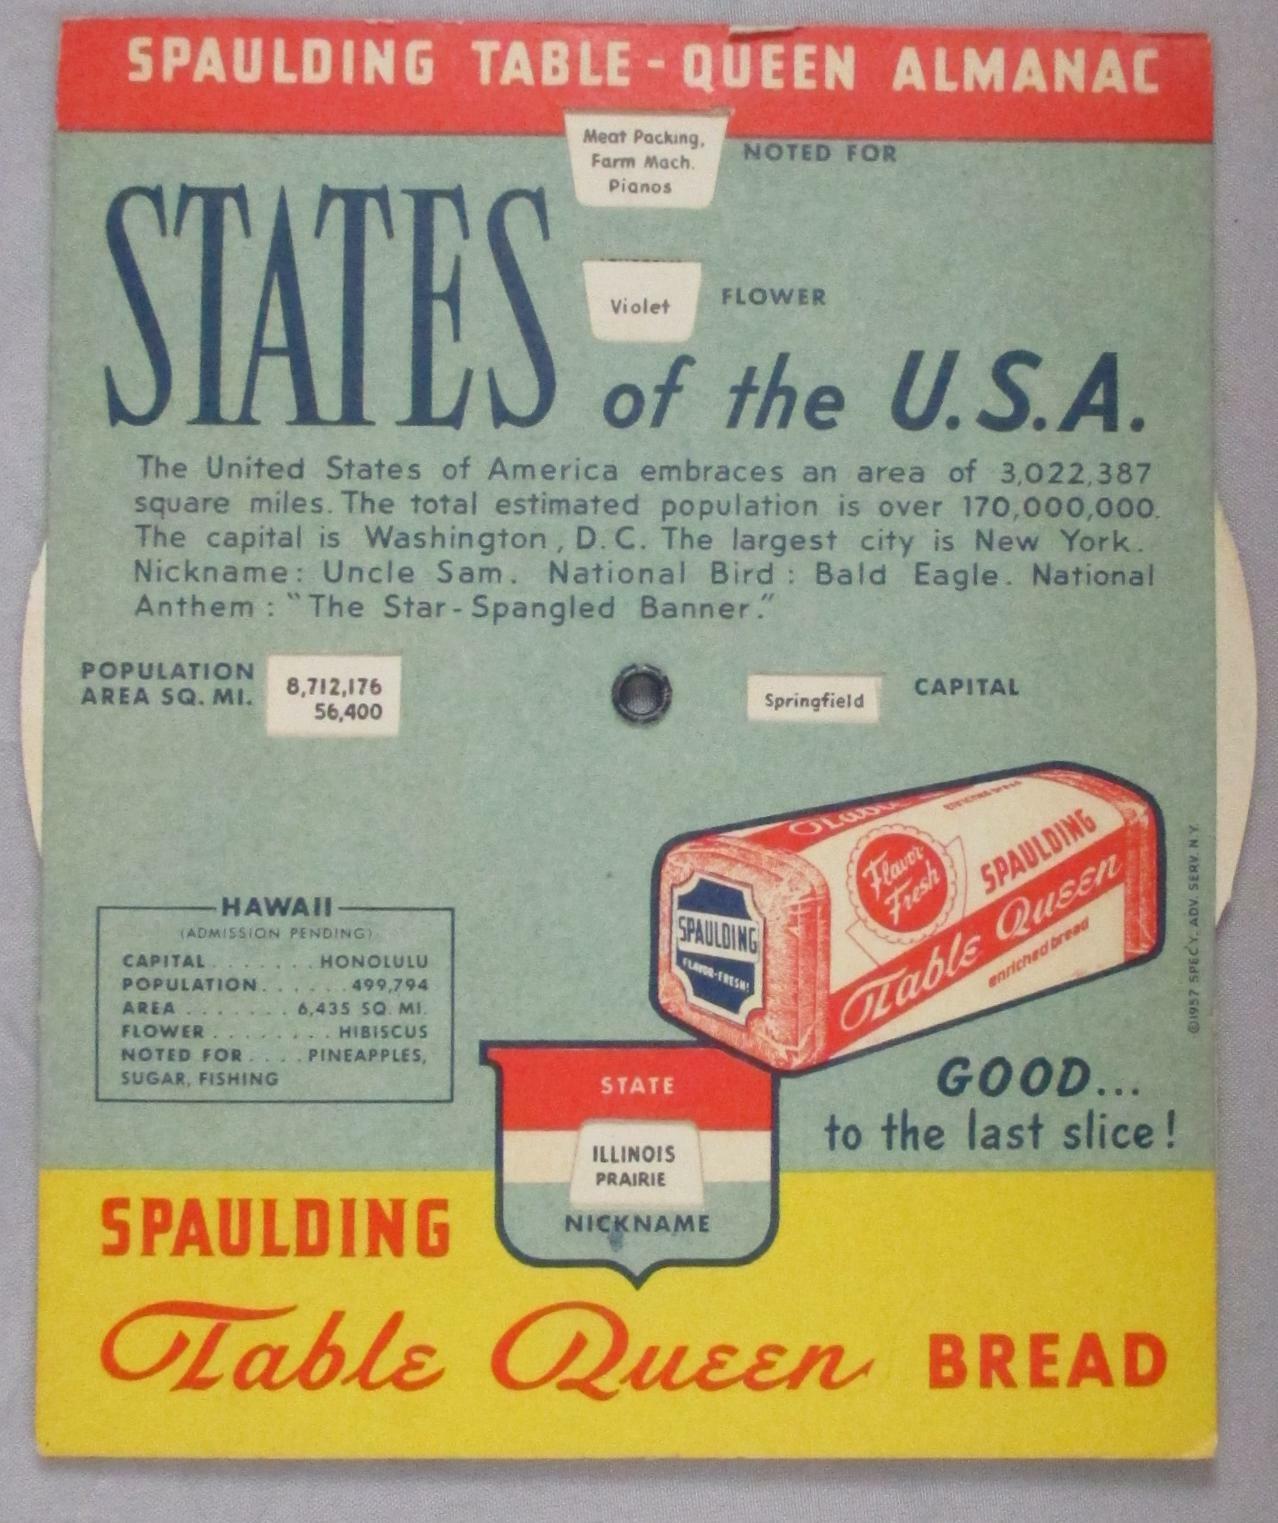 SPAULDING TABLE-QUEEN ALMANAC
Meat Packing,
Farm Mach.
Pianos
NOTED FOR
Violet
FLOWER
STATES
of the U.S.A.
The United States of America embraces an area of 3,022,387
square miles. The total estimated population is over 170,000,000.
The capital is Washington, D.C. The largest city is New York.
Nickname: Uncle Sam. National Bird: Bald Eagle. National
Anthem: "The Star-Spangled Banner."
POPULATION
AREA SQ. MI.
8,712,176
56,400
Springfield
CAPITAL
HAWAII
(ADMISSION PENDING)
CAPITAL.......HONOLULU
POPULATION......499,794
AREA.......6,435 SQ. MI.
FLOWER........HIBISCUS
NOTED FOR....PINEAPPLES,
SUGAR, FISHING
Table
enriched bread
Flavor-
Fresh
SPAULDING
Table Queen
enriched bread
SPAULDING
FLAVOR-FRESH!
©1957 SPEC'Y. ADV. SERV. N.Y.
GOOD...
to the last slice!
STATE
ILLINOIS
PRAIRIE
NICKNAME
SPAULDING
Table Queen BREAD